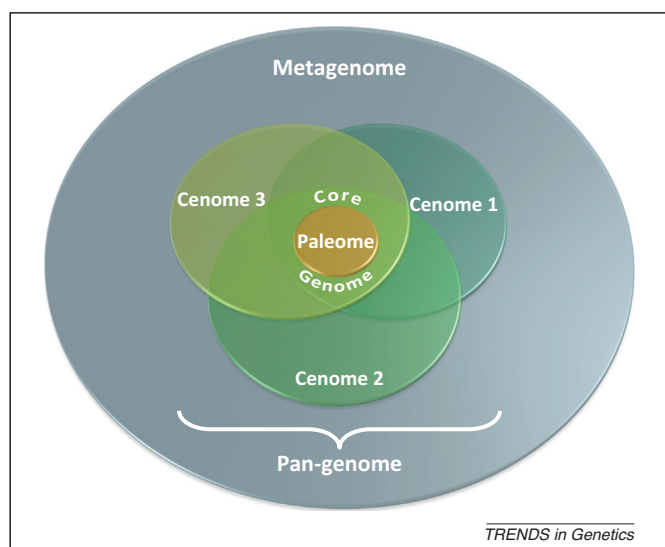 Metagenome
Cenome 3
Core
Cenome 1
Paleome
Genome
Cenome 2
Pan-genome
TRENDS in Genetics